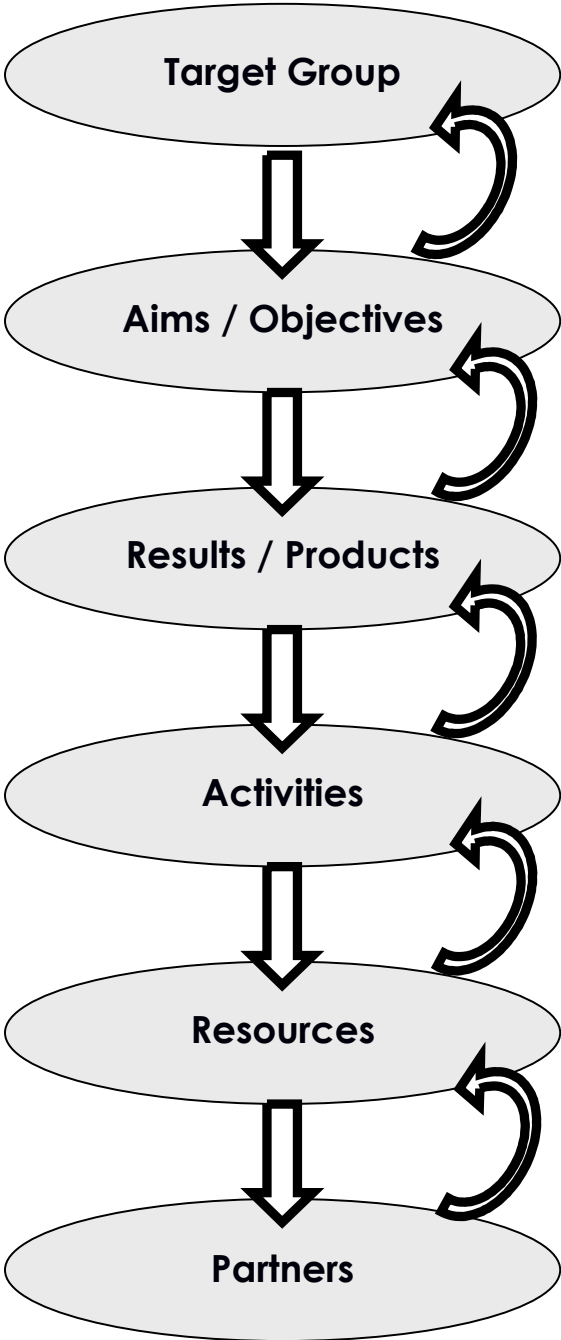 Target Group
Aims / Objectives
Results / Products
Activities
Resources
Partners